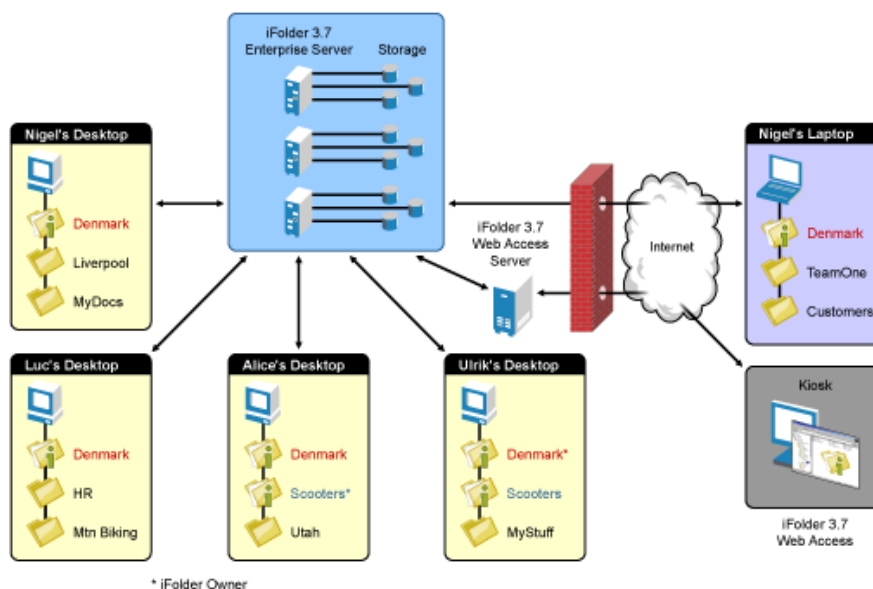 iFolder 3.7
Enterprise Server
Storage
Nigel's Desktop
Denmark
Liverpool
MyDocs
iFolder 3.7
Web Access
Server
Internet
Nigel's Laptop
Denmark
TeamOne
Customers
Luc's Desktop
Denmark
HR
Mtn Biking
Alice's Desktop
Denmark
Scooters*
Utah
Ulrik's Desktop
Denmark*
Scooters
MyStuff
Kiosk
iFolder 3.7
Web Access
* iFolder Owner